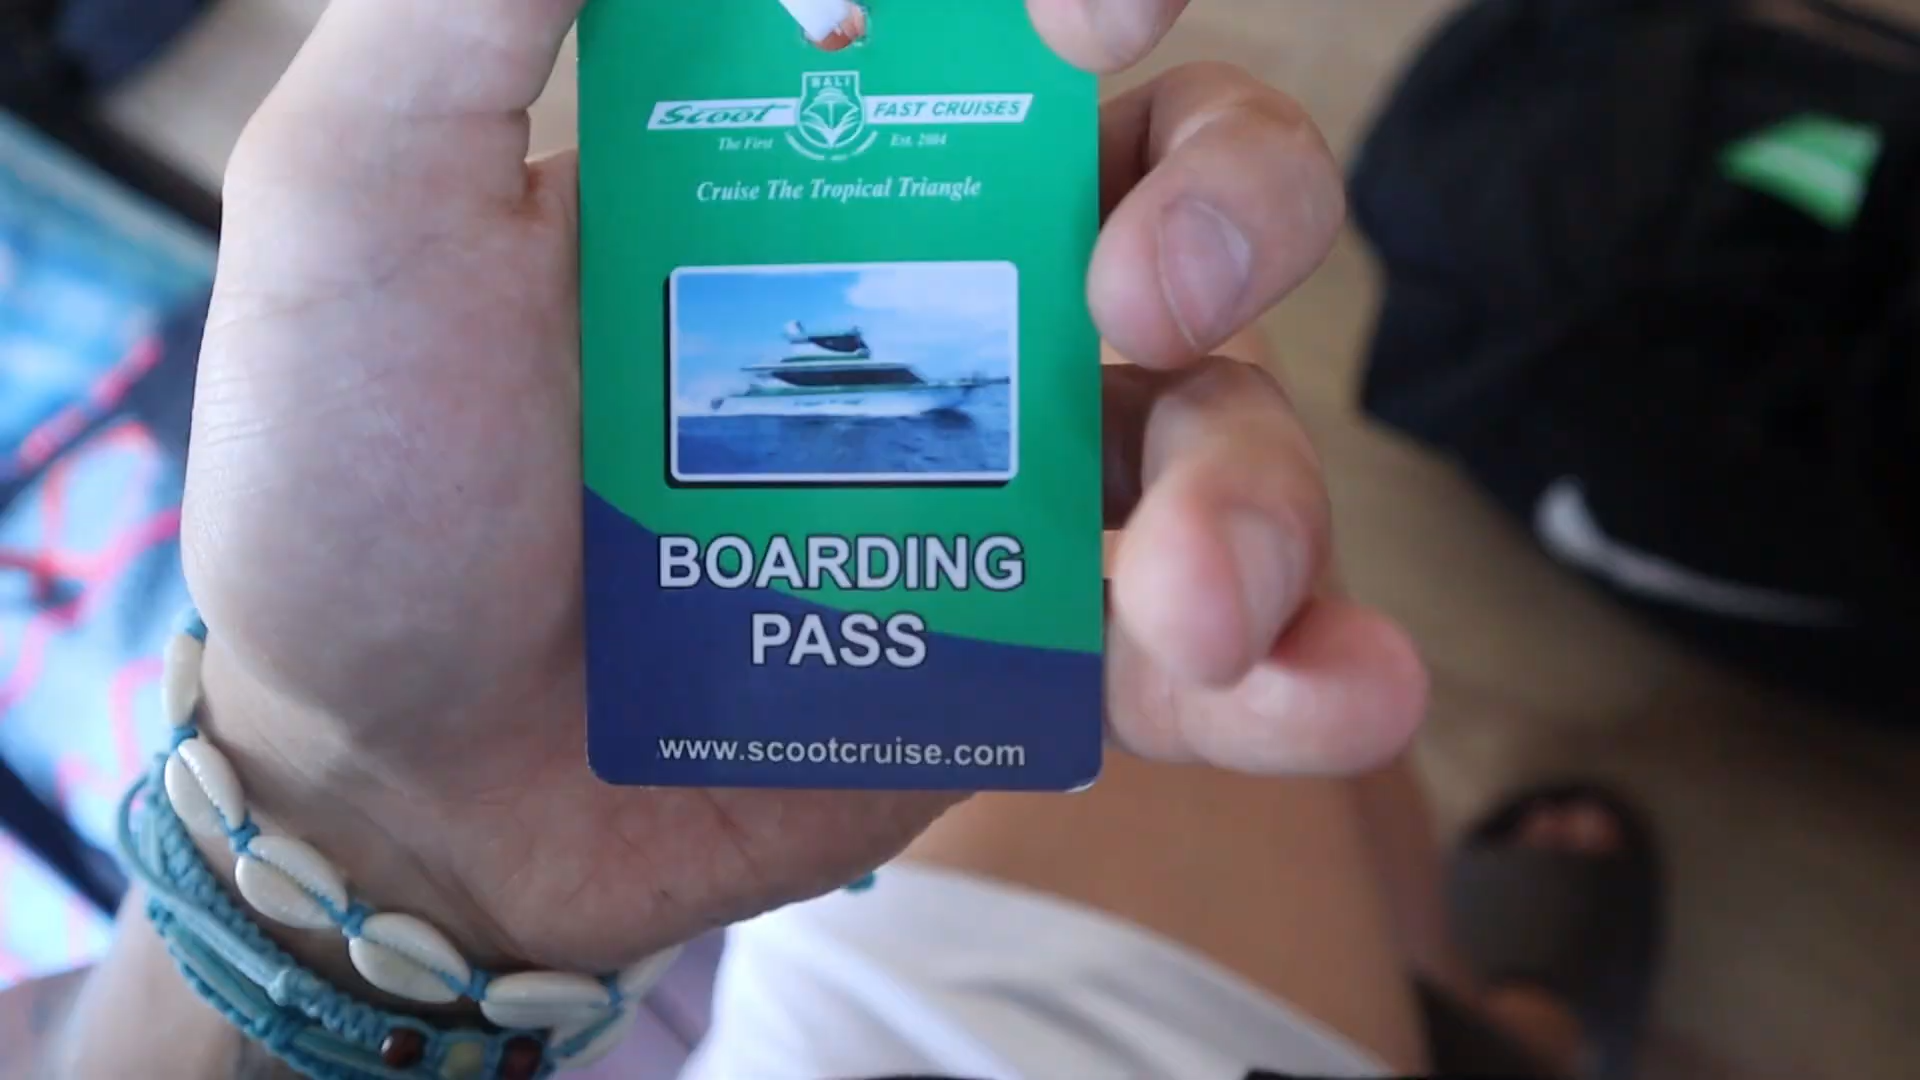 BALI
Scoot FAST CRUISES
The First Est. 2004
Cruise The Tropical Triangle
BOARDING
PASS
www.scootcruise.com